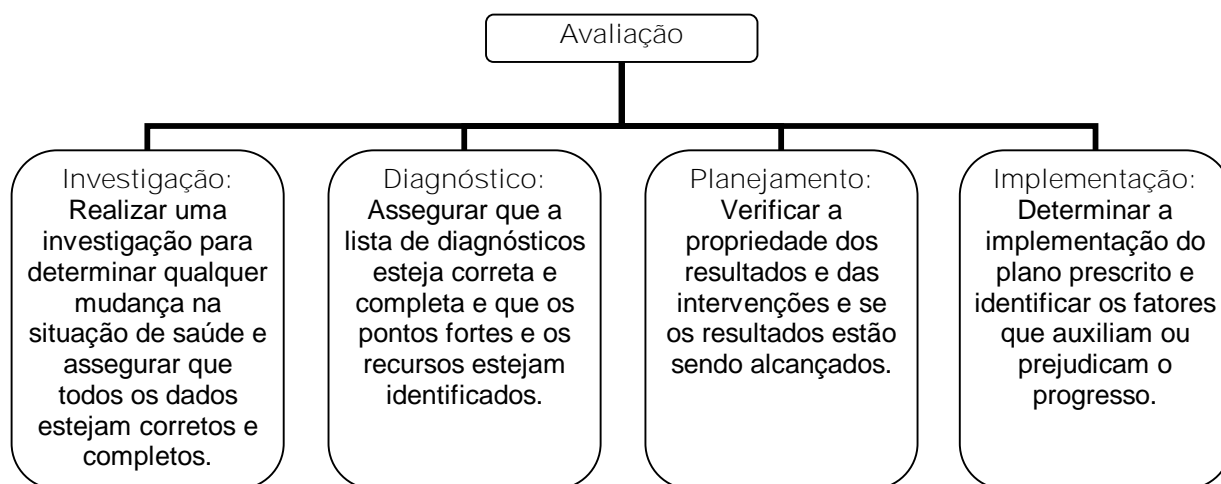 Avaliação
Investigação:
Realizar uma
investigação para
determinar qualquer
mudança na
situação de saúde e
assegurar que
todos os dados
estejam corretos e
completos.
Diagnóstico:
Assegurar que a
lista de diagnósticos
esteja correta e
completa e que os
pontos fortes e os
recursos estejam
identificados.
Planejamento:
Verificar a
propriedade dos
resultados e das
intervenções e se
os resultados estão
sendo alcançados.
Implementação:
Determinar a
implementação do
plano prescrito e
identificar os fatores
que auxiliam ou
prejudicam o
progresso.